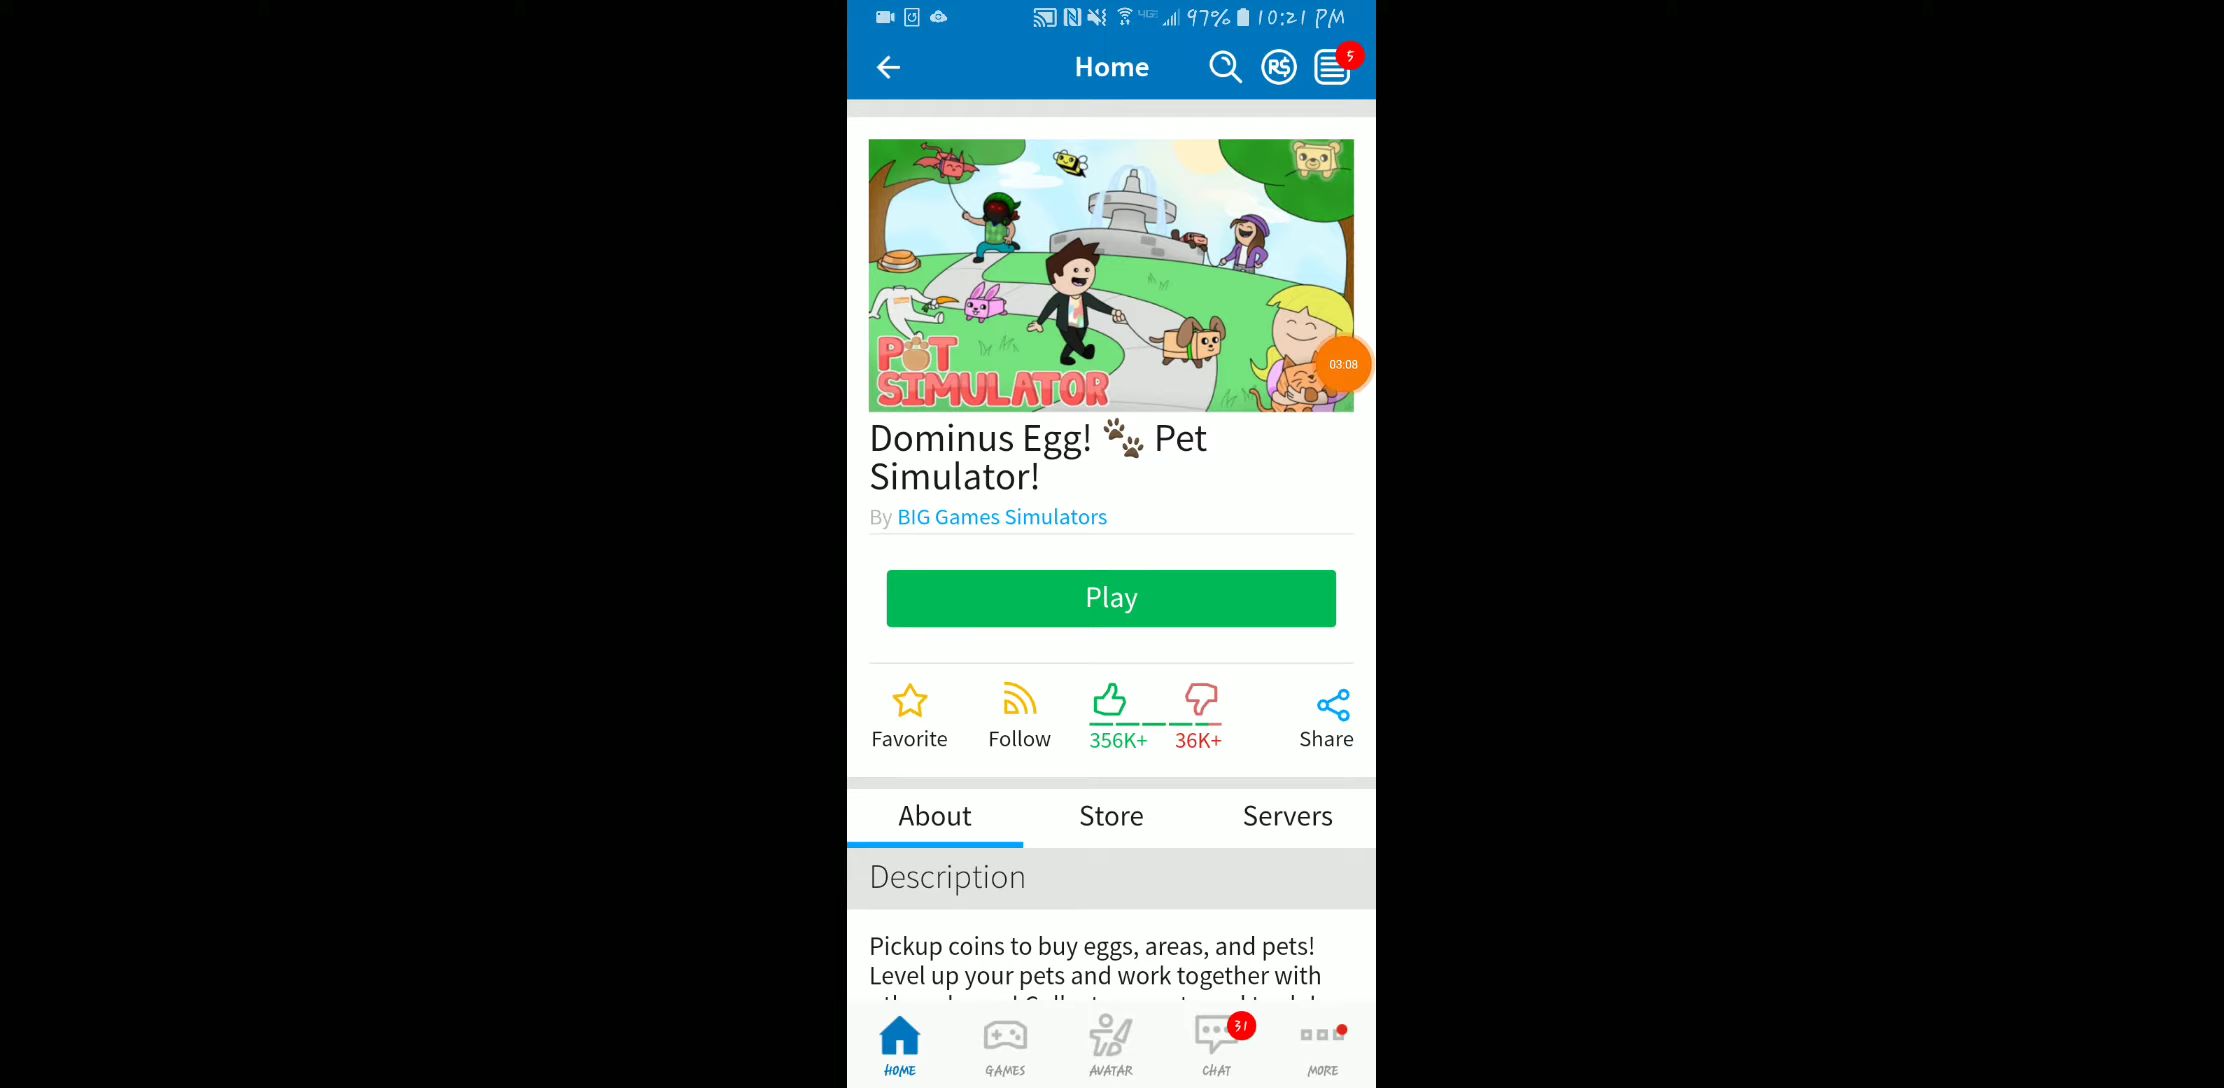 97% 10:21 PM
Home
R$
5
PET
SIMULATOR
03:08
Dominus Egg! 🐾 Pet
Simulator!
By BIG Games Simulators
Play
Favorite
Follow
356K+
36K+
Share
About
Store
Servers
Description
Pickup coins to buy eggs, areas, and pets!
Level up your pets and work together with
31
HOME
GAMES
AVATAR
CHAT
MORE